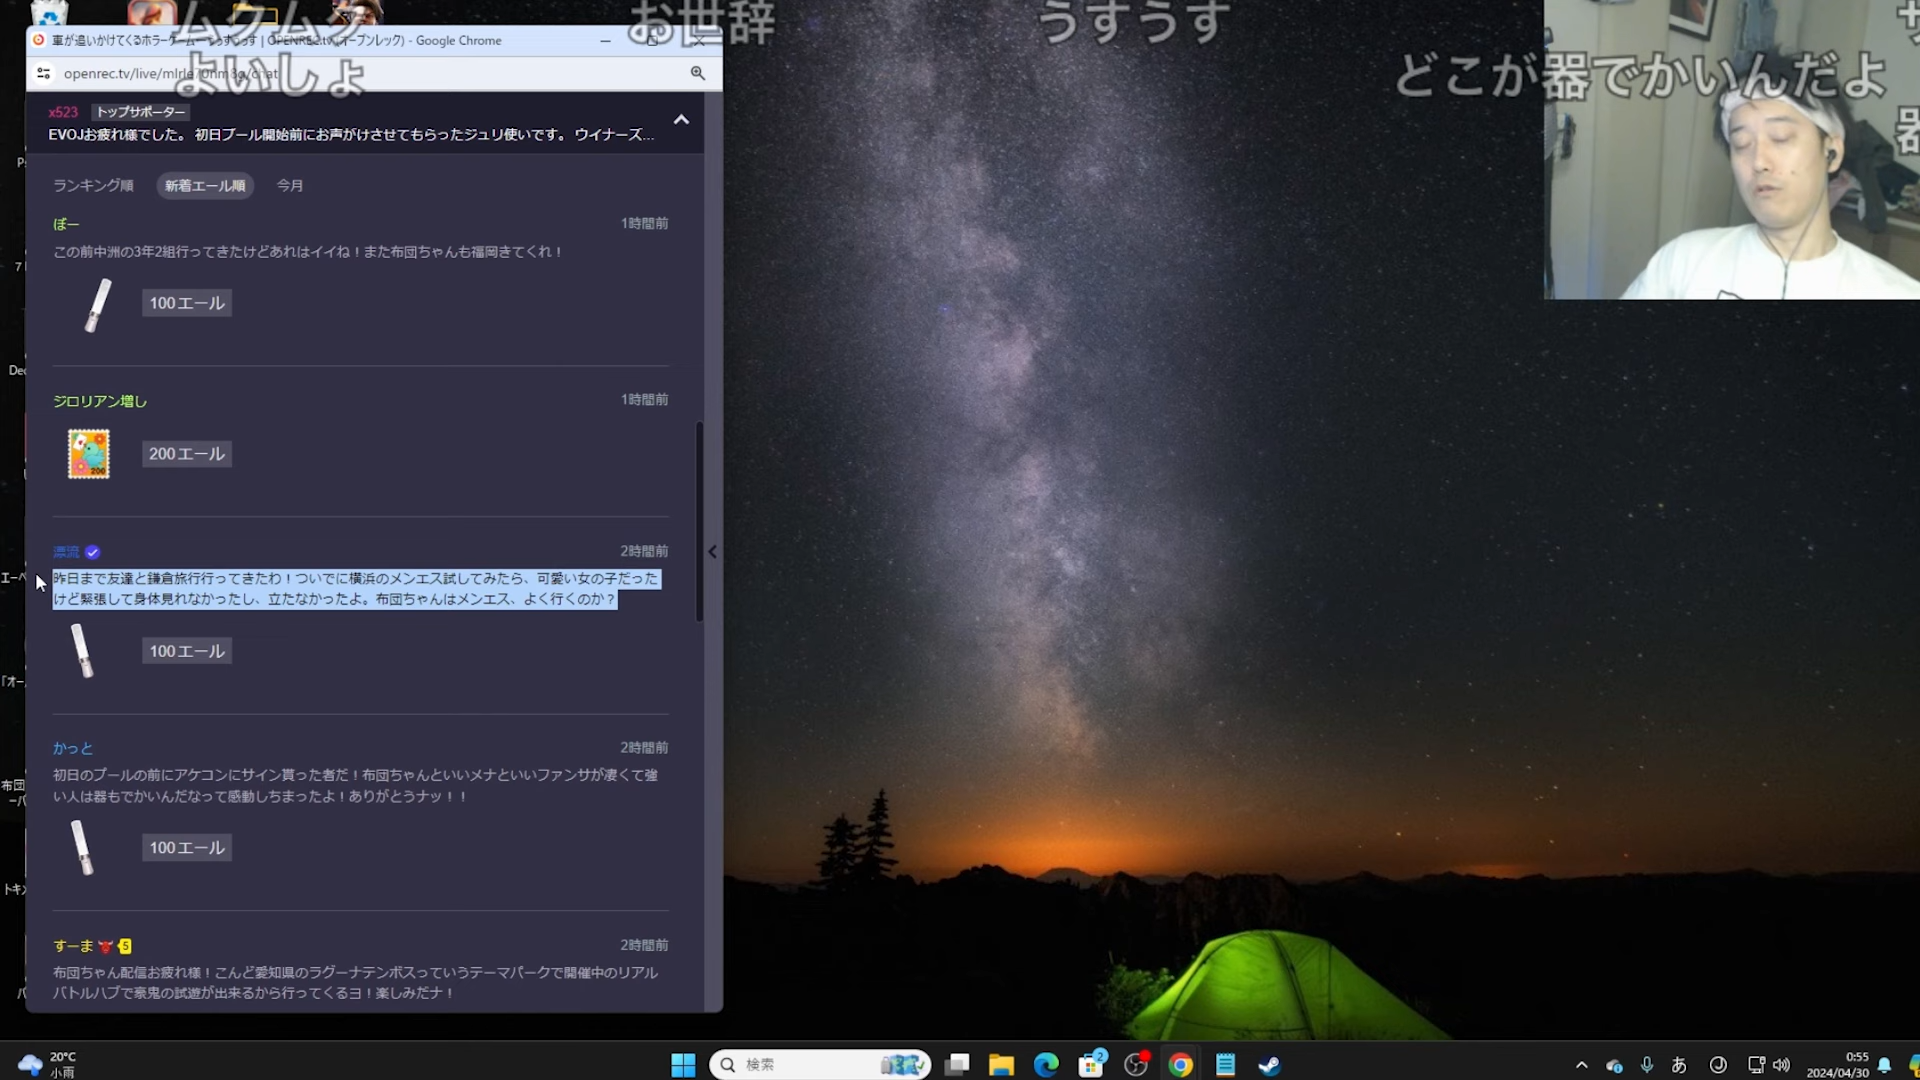 ムクムク
お世辞
うすうす
どこが器でかいんだよ
よいしょ
openrec.tv/live/
x523 トップサポーター
EVOJお疲れ様でした。 初日プール開始前にお声がけさせてもらったジュリ使いです。 ウイナーズ...
ランキング順 新着エール順 今月
ぼー 1時間前
この前中洲の3年2組行ってきたけどあれはイイね！また布団ちゃんも福岡きてくれ！
100エール
ジロリアン増し 1時間前
200エール
漂流 2時間前
昨日まで友達と鎌倉旅行行ってきたわ！ついでに横浜のメンエス試してみたら、可愛い女の子だった
けど緊張して身体見れなかったし、立たなかったよ。布団ちゃんはメンエス、よく行くのか？
100エール
かっと 2時間前
初日のプールの前にアケコンにサイン貰った者だ！布団ちゃんといいメナといいファンサが凄くて強
い人は器もでかいんだなって感動しちまったよ！ありがとうナッ！！
100エール
すーま 5 2時間前
布団ちゃん配信お疲れ様！こんど愛知県のラグーナテンボスっていうテーマパークで開催中のリアル
バトルハブで豪鬼の試遊が出来るから行ってくるヨ！楽しみだナ！
20°C
小雨
検索
2
あ
0:55
2024/04/30